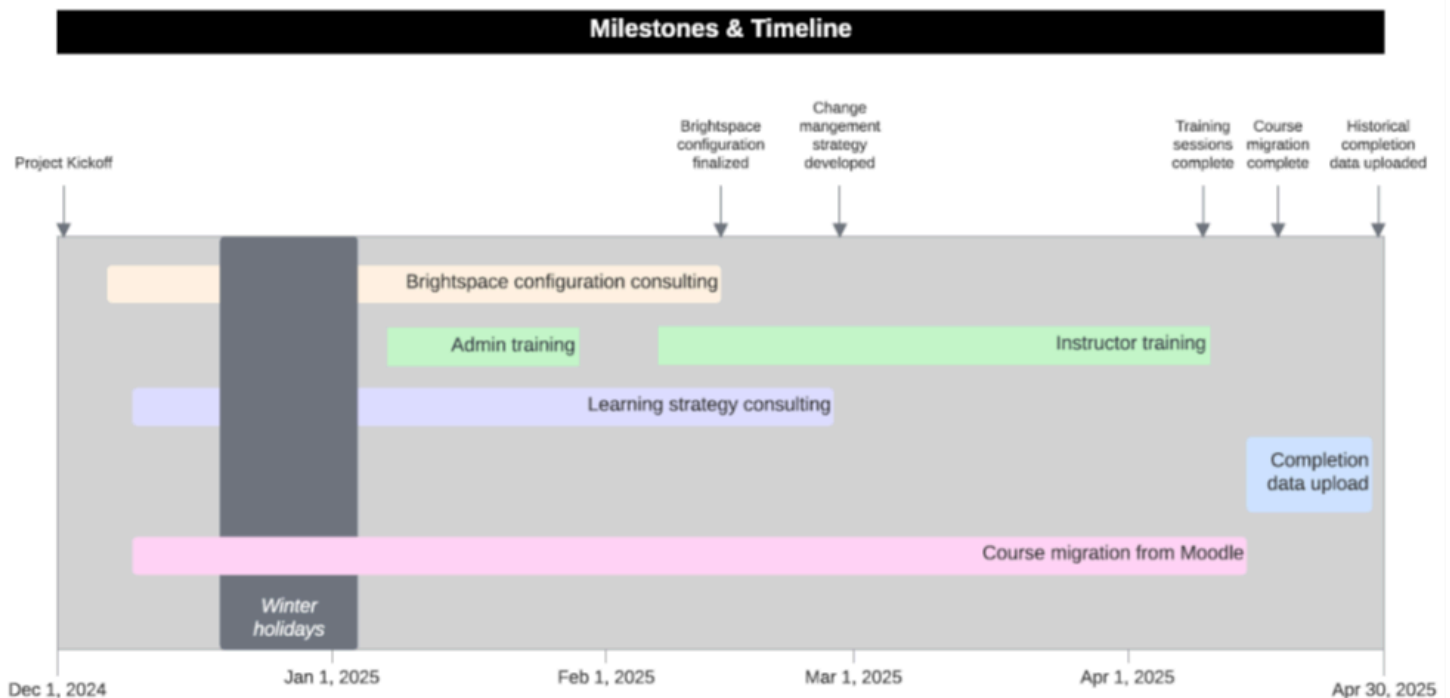 Milestones & Timeline
Project Kickoff
Brightspace
configuration
finalized
Change
mangement
strategy
developed
Training
sessions
complete
Course
migration
complete
Historical
completion
data uploaded
Brightspace configuration consulting
Admin training
Instructor training
Learning strategy consulting
Completion
data upload
Course migration from Moodle
Winter
holidays
Dec 1, 2024
Jan 1, 2025
Feb 1, 2025
Mar 1, 2025
Apr 1, 2025
Apr 30, 2025